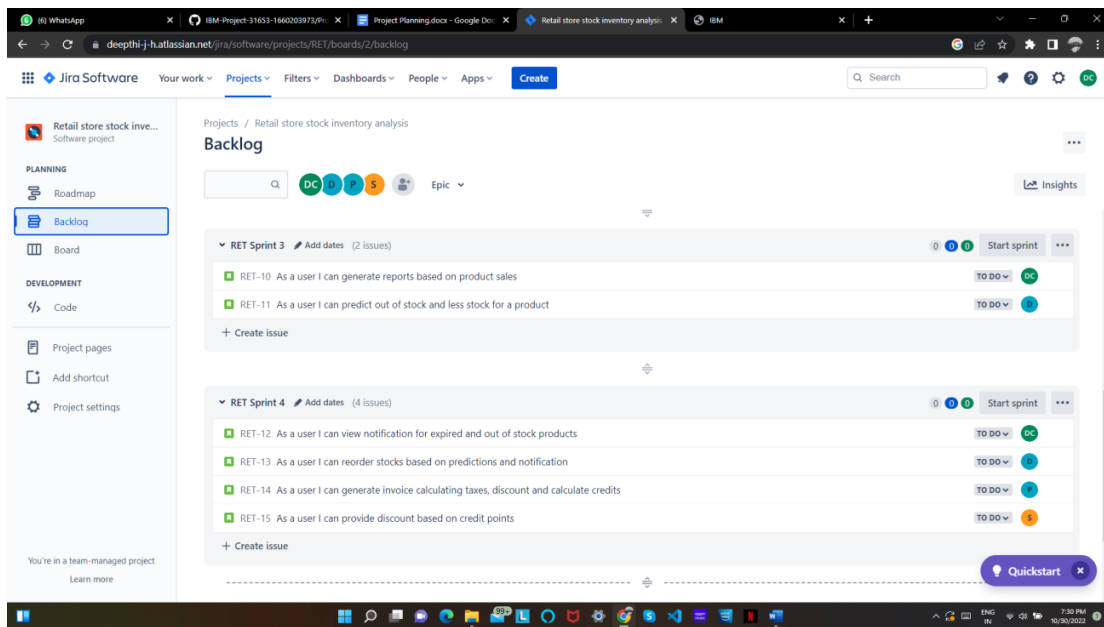 (6) WhatsApp
IBM-Project-31653-1660203973/Pro
Project Planning.docx - Google Doc
Retail store stock inventory analysis
IBM
deepthi-j-h.atlassian.net/jira/software/projects/RET/boards/2/backlog
Jira Software Your work Projects Filters Dashboards People Apps Create Search DC
Retail store stock inve...
Software project
PLANNING
Roadmap
Backlog
Board
DEVELOPMENT
Code
Project pages
Add shortcut
Project settings
You're in a team-managed project
Learn more
Projects / Retail store stock inventory analysis
Backlog
DC D P S Epic Insights
RET Sprint 3 Add dates (2 issues) 0 0 0 Start sprint
RET-10 As a user I can generate reports based on product sales TO DO DC
RET-11 As a user I can predict out of stock and less stock for a product TO DO D
+ Create issue
RET Sprint 4 Add dates (4 issues) 0 0 0 Start sprint
RET-12 As a user I can view notification for expired and out of stock products TO DO DC
RET-13 As a user I can reorder stocks based on predictions and notification TO DO D
RET-14 As a user I can generate invoice calculating taxes, discount and calculate credits TO DO P
RET-15 As a user I can provide discount based on credit points TO DO S
+ Create issue
Quickstart
99+
ENG
IN
7:30 PM
10/30/2022